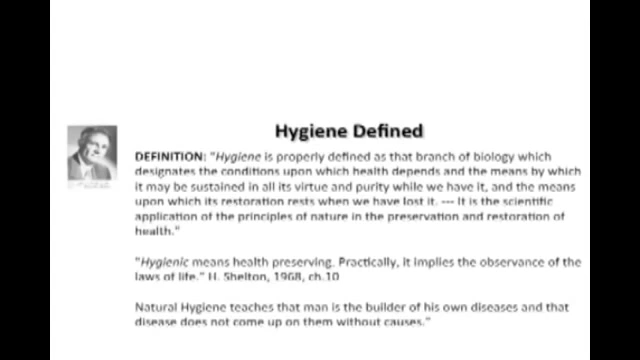 Hygiene Defined
DEFINITION: "Hygiene is properly defined as that branch of biology which
designates the conditions upon which health depends and the means by which
it may be sustained in all its virtue and purity while we have it, and the means
upon which its restoration rests when we have lost it. --- It is the scientific
application of the principles of nature in the preservation and restoration of
health."
"Hygienic means health preserving. Practically, it implies the observance of the
laws of life." H. Shelton, 1968, ch.10
Natural Hygiene teaches that man is the builder of his own diseases and that
disease does not come up on them without causes."